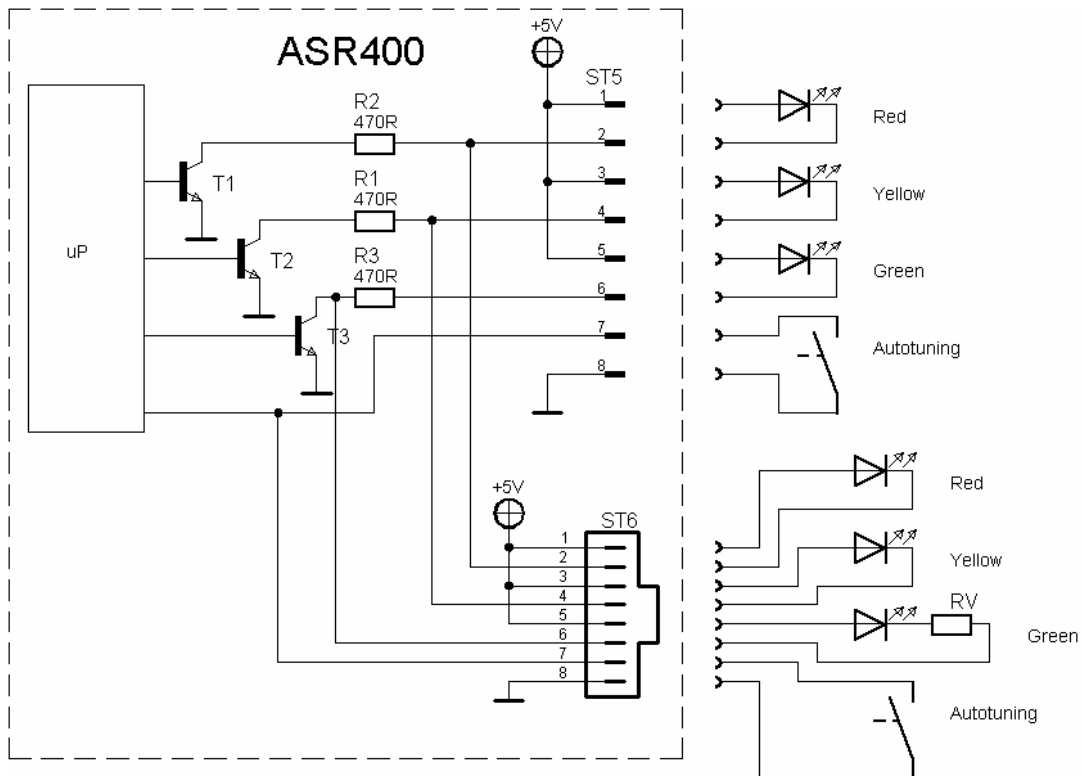 ASR400
+5V
ST5
1
R2
470R
2
Red
T1
R1
470R
3
Yellow
4
uP
T2
R3
470R
5
Green
6
T3
7
Autotuning
8
+5V
ST6
Red
1
2
3
4
5
6
7
8
Yellow
RV
Green
Autotuning